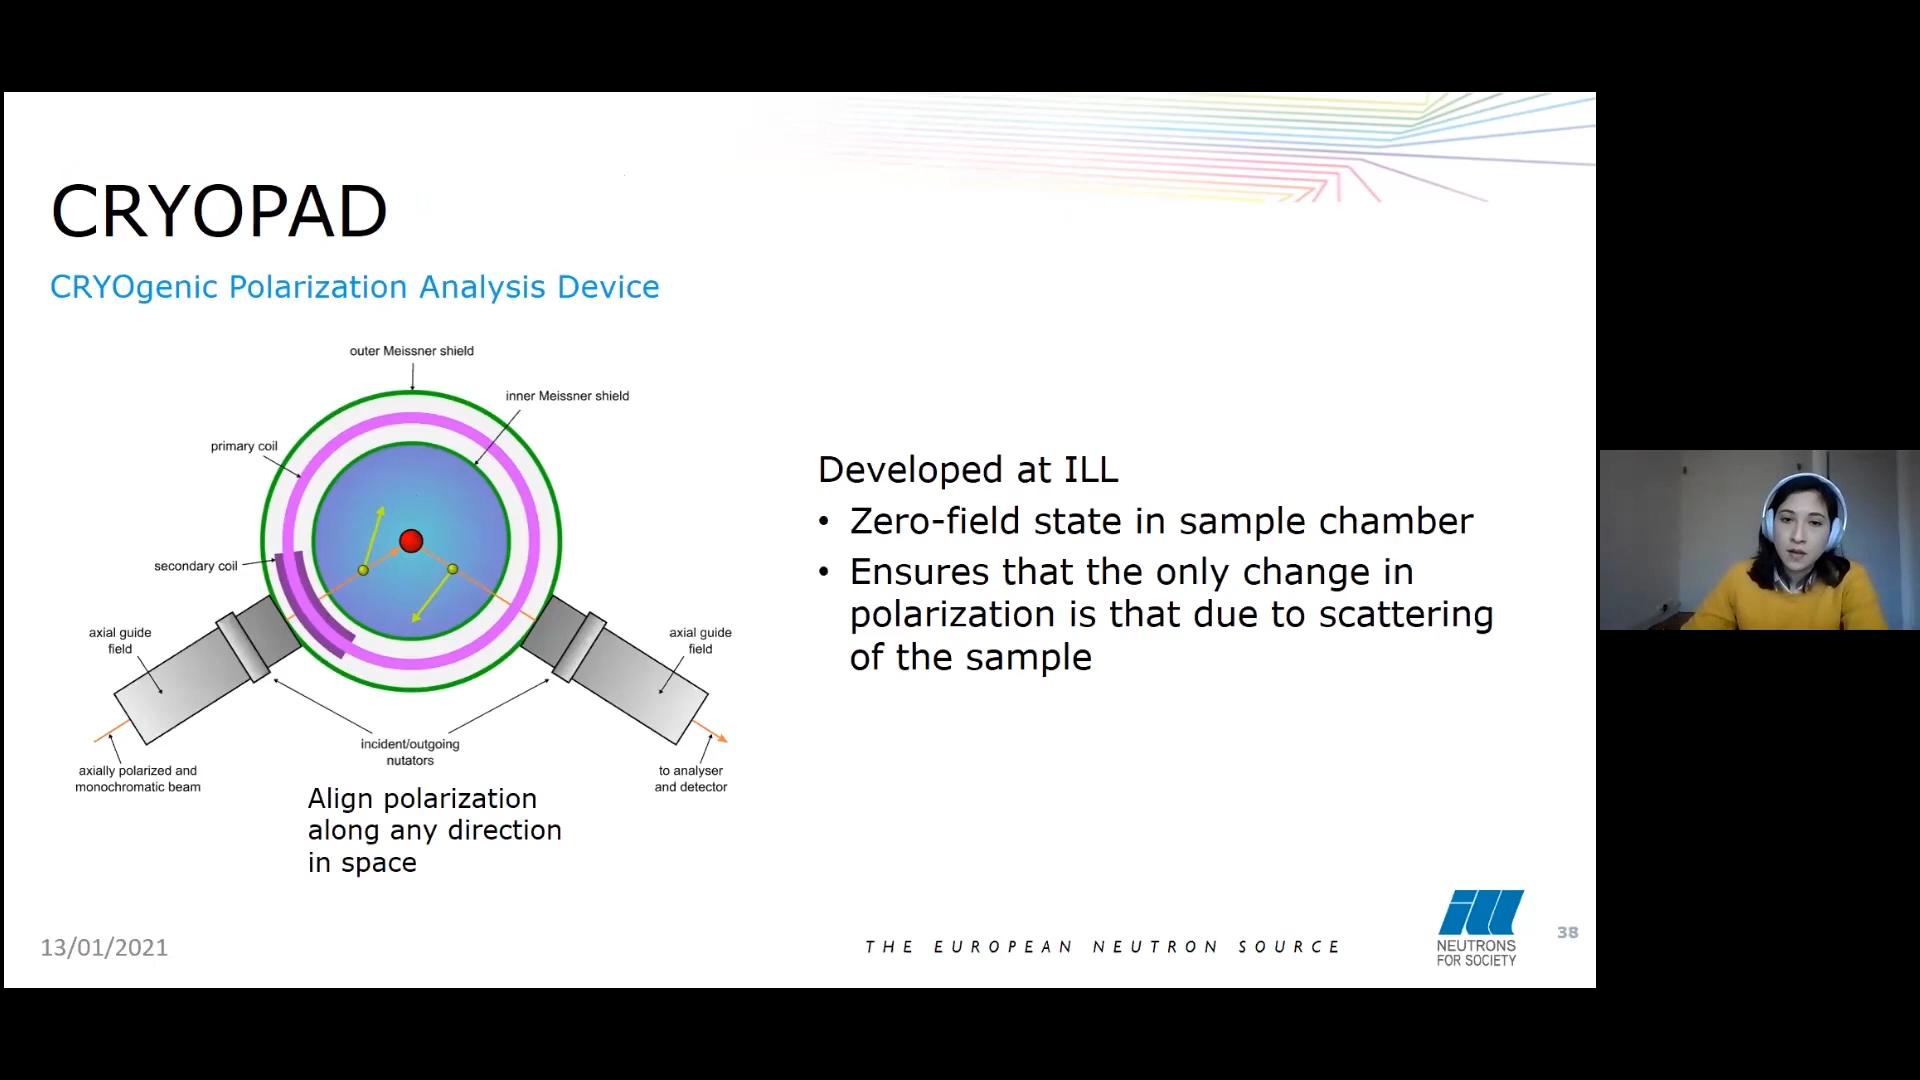 CRYOPAD
CRYOgenic Polarization Analysis Device
outer Meissner shield
inner Meissner shield
primary coil
secondary coil
axial guide
field
axial guide
field
incident/outgoing
nutators
axially polarized and
monochromatic beam
to analyser
and detector
Align polarization
along any direction
in space
Developed at ILL
• Zero-field state in sample chamber
• Ensures that the only change in
polarization is that due to scattering
of the sample
13/01/2021
THE EUROPEAN NEUTRON SOURCE
ill
NEUTRONS
FOR SOCIETY
38